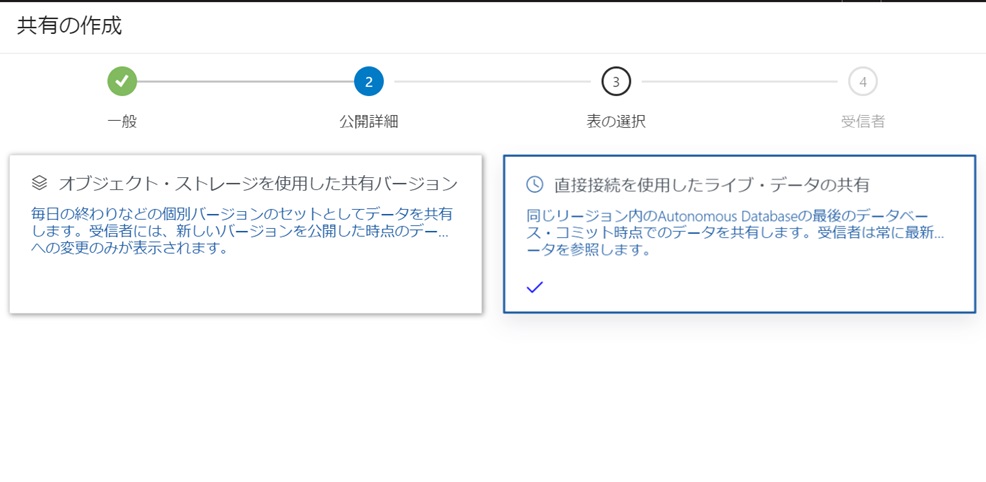 共有の作成
2
3
4
一般
公開詳細
表の選択
受信者
オブジェクト・ストレージを使用した共有バージョン
毎日の終わりなどの個別バージョンのセットとしてデータを共有
します。受信者には、新しいバージョンを公開した時点のデー...
への変更のみが表示されます。
直接接続を使用したライブ・データの共有
同じリージョン内のAutonomous Databaseの最後のデータベー
ス・コミット時点でのデータを共有します。受信者は常に最新...
ータを参照します。